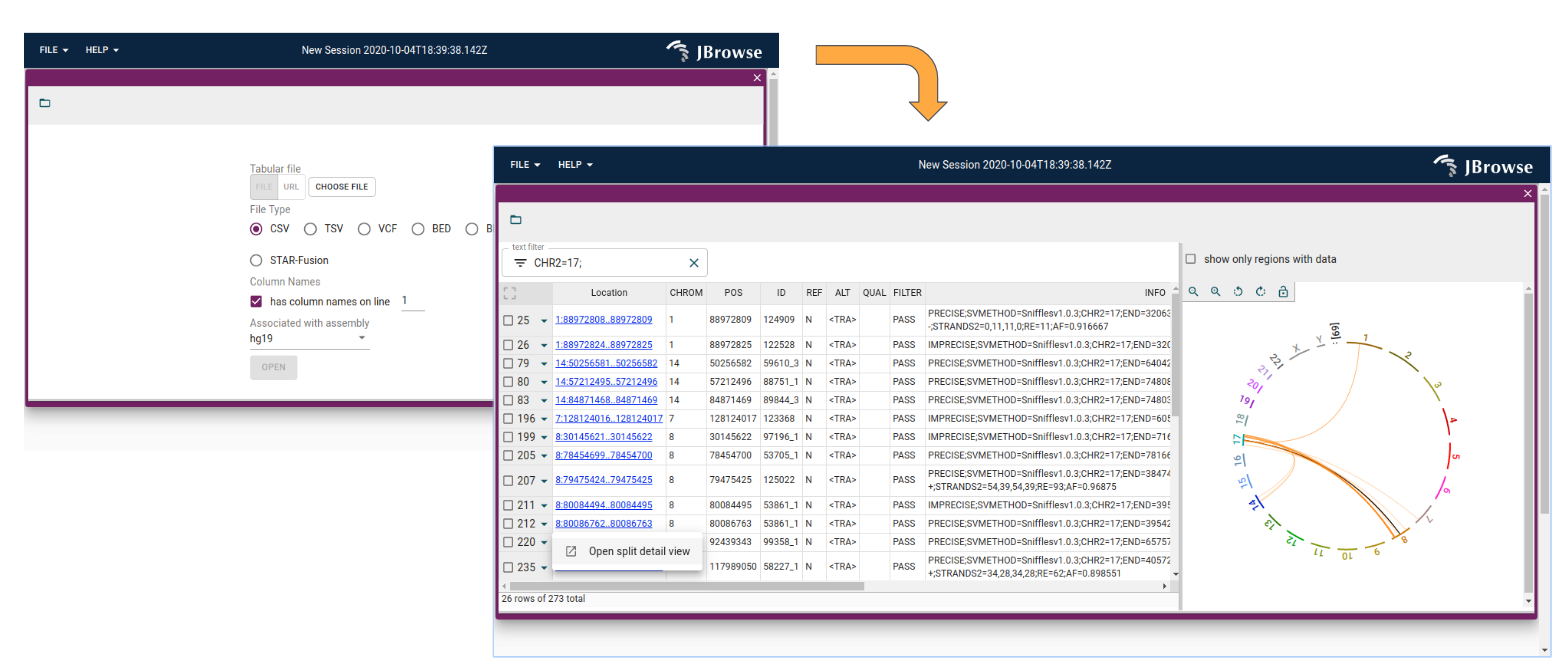 FILE HELP New Session 2020-10-04T18:39:38.142Z JBrowse
Tabular file
FILE URL CHOOSE FILE
File Type
CSV TSV VCF BED B
STAR-Fusion
Column Names
has column names on line 1
Associated with assembly
hg19
OPEN
FILE HELP New Session 2020-10-04T18:39:38.142Z JBrowse
text filter
CHR2=17;
Location CHROM POS ID REF ALT QUAL FILTER INFO
25 1:88972808..88972809 1 88972809 124909 N <TRA> PASS PRECISE;SVMETHOD=Snifflesv1.0.3;CHR2=17;END=32063
-;STRANDS2=0,11,11,0;RE=11;AF=0.916667
26 1:88972824..88972825 1 88972825 122528 N <TRA> PASS IMPRECISE;SVMETHOD=Snifflesv1.0.3;CHR2=17;END=320
79 14:50256581..50256582 14 50256582 59610_3 N <TRA> PASS PRECISE;SVMETHOD=Snifflesv1.0.3;CHR2=17;END=64042
80 14:57212495..57212496 14 57212496 88751_1 N <TRA> PASS PRECISE;SVMETHOD=Snifflesv1.0.3;CHR2=17;END=74808
83 14:84871468..84871469 14 84871469 89844_3 N <TRA> PASS PRECISE;SVMETHOD=Snifflesv1.0.3;CHR2=17;END=74803
196 7:128124016..128124017 7 128124017 123368 N <TRA> PASS IMPRECISE;SVMETHOD=Snifflesv1.0.3;CHR2=17;END=605
199 8:30145621..30145622 8 30145622 97196_1 N <TRA> PASS IMPRECISE;SVMETHOD=Snifflesv1.0.3;CHR2=17;END=716
205 8:78454699..78454700 8 78454700 53705_1 N <TRA> PASS PRECISE;SVMETHOD=Snifflesv1.0.3;CHR2=17;END=78166
207 8:79475424..79475425 8 79475425 125022 N <TRA> PASS PRECISE;SVMETHOD=Snifflesv1.0.3;CHR2=17;END=38474
+;STRANDS2=54,39,54,39;RE=93;AF=0.96875
211 8:80084494..80084495 8 80084495 53861_1 N <TRA> PASS IMPRECISE;SVMETHOD=Snifflesv1.0.3;CHR2=17;END=395
212 8:80086762..80086763 8 80086763 53861_1 N <TRA> PASS PRECISE;SVMETHOD=Snifflesv1.0.3;CHR2=17;END=39542
220 92439343 99358_1 N <TRA> PASS PRECISE;SVMETHOD=Snifflesv1.0.3;CHR2=17;END=65757
Open split detail view
235 117989050 58227_1 N <TRA> PASS PRECISE;SVMETHOD=Snifflesv1.0.3;CHR2=17;END=40572
+;STRANDS2=34,28,34,28;RE=62;AF=0.898551
26 rows of 273 total
show only regions with data
1
2
3
4
5
6
7
8
9
10
11
12
13
14
15
16
17
18
19
20
21
22
X
Y
[69]: